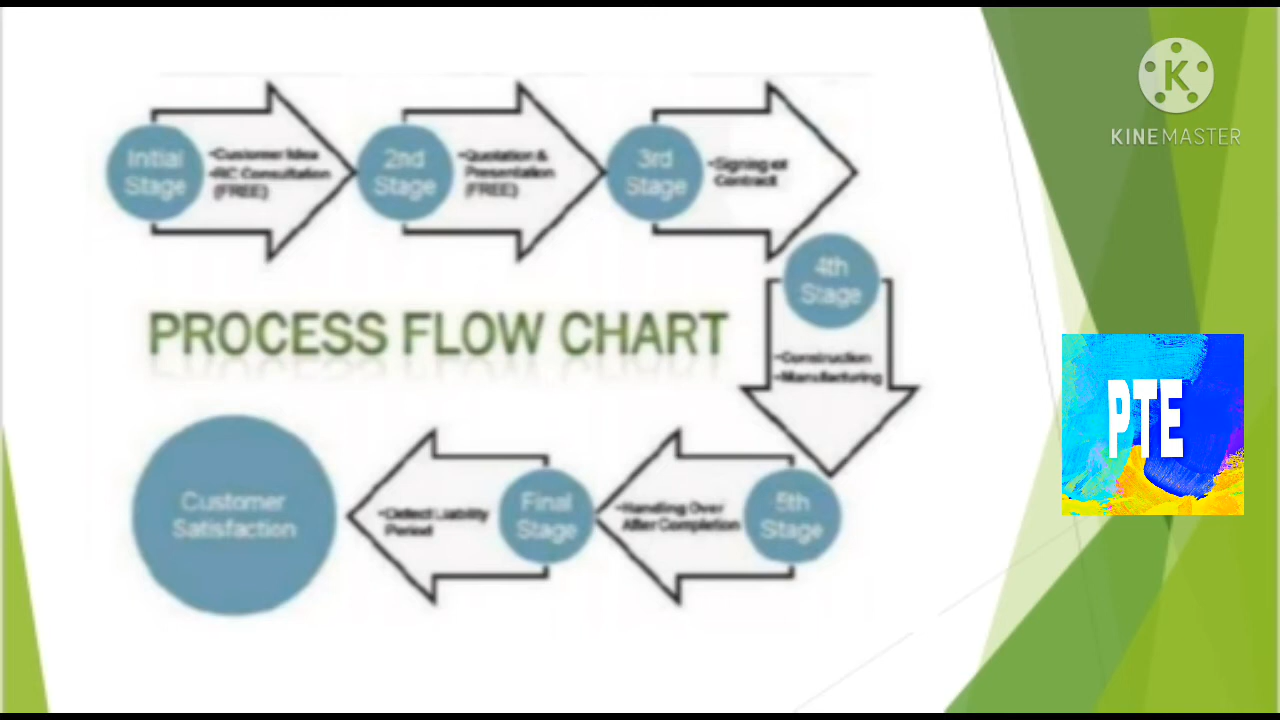 KINEMASTER
Initial
Stage
•Customer Idea
•RC Consultation
(FREE)
2nd
Stage
•Quotation &
Presentation
(FREE)
3rd
Stage
•Signing of
Contract
4th
Stage
•Construction
•Manufacturing
PROCESS FLOW CHART
PTE
5th
Stage
•Handing Over
After Completion
Final
Stage
•Defect Liability
Period
Customer
Satisfaction